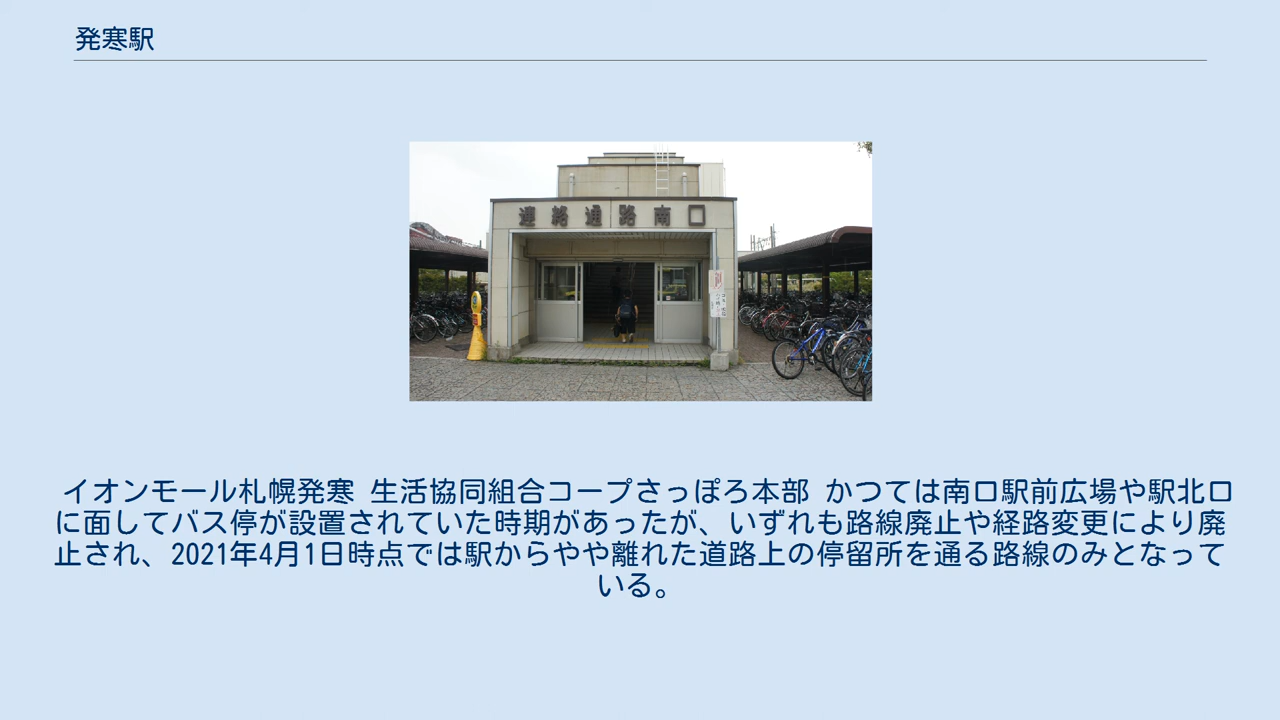 発寒駅
連絡通路南口
イオンモール札幌発寒 生活協同組合コープさっぽろ本部 かつては南口駅前広場や駅北口
に面してバス停が設置されていた時期があったが、いずれも路線廃止や経路変更により廃
止され、2021年4月1日時点では駅からやや離れた道路上の停留所を通る路線のみとなって
いる。